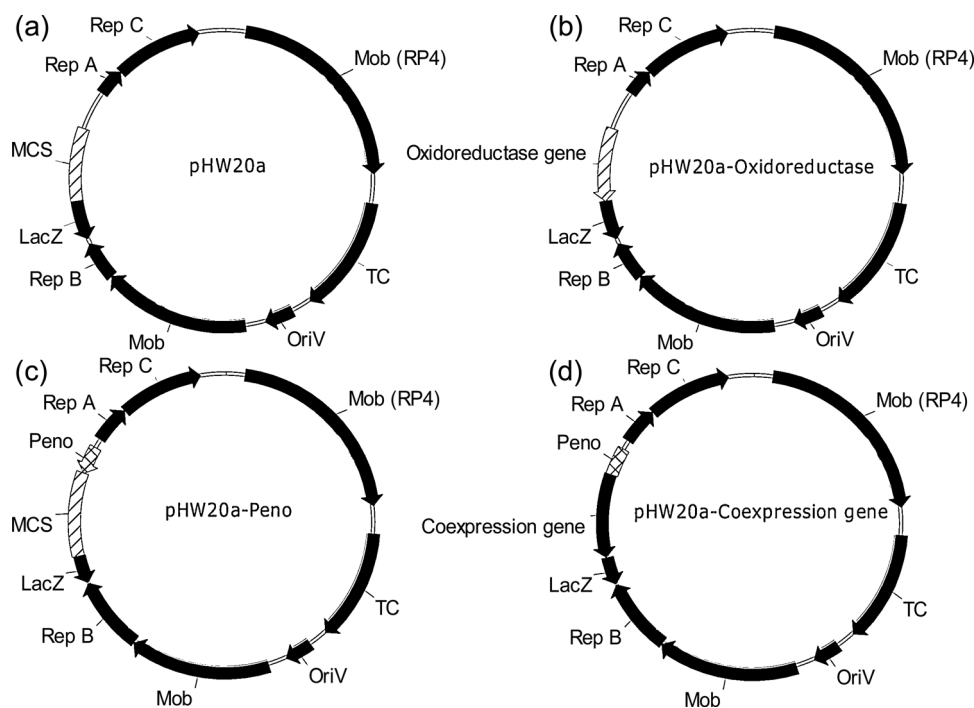 (a)
Rep C
Rep A
Mob (RP4)
MCS
pHW20a
LacZ
Rep B
TC
Mob
OriV
(b)
Rep C
Rep A
Mob (RP4)
Oxidoreductase gene
pHW20a-Oxidoreductase
LacZ
Rep B
TC
Mob
OriV
(c)
Rep C
Rep A
Mob (RP4)
Peno
MCS
pHW20a-Peno
LacZ
Rep B
TC
Mob
OriV
(d)
Rep C
Rep A
Mob (RP4)
Peno
Coexpression gene
pHW20a-Coexpression gene
LacZ
Rep B
TC
Mob
OriV